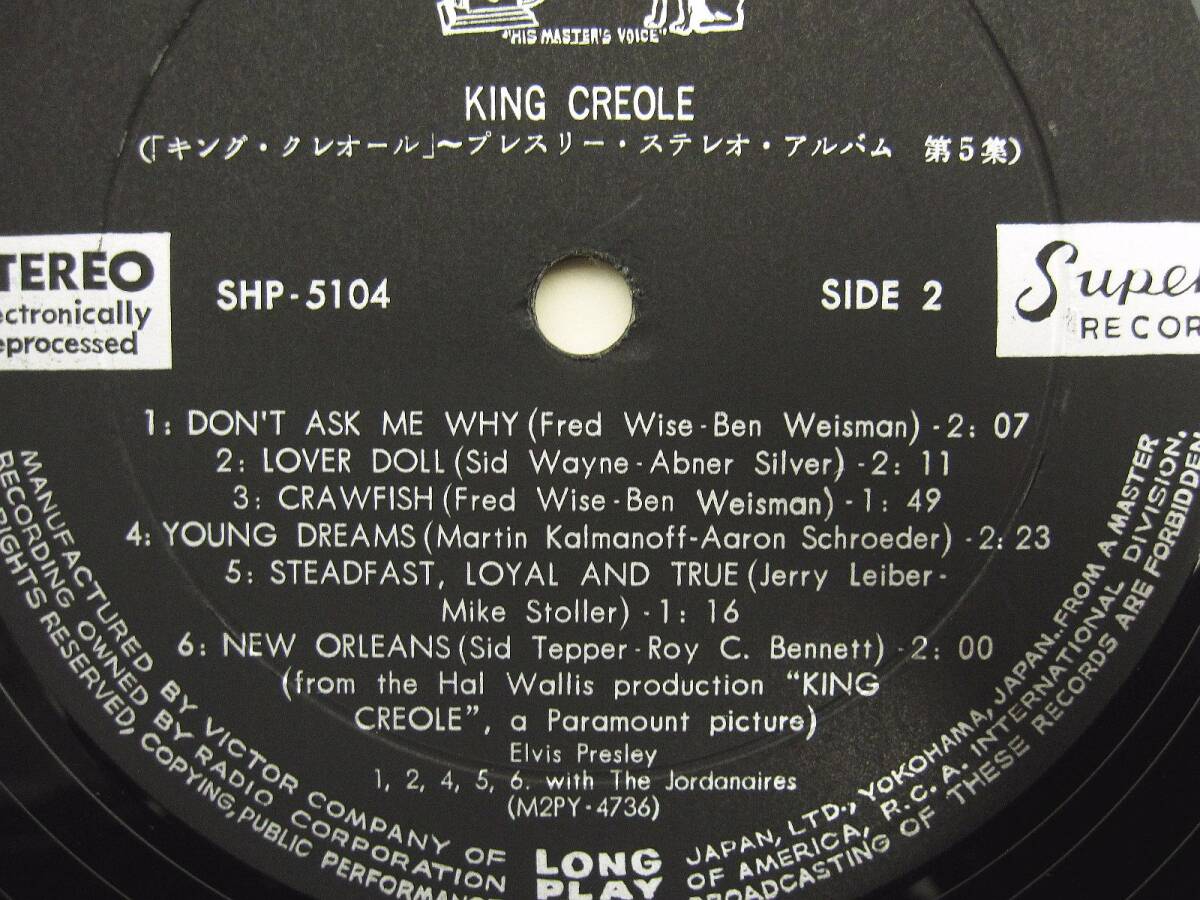 "HIS MASTER'S VOICE"
KING CREOLE
(「キング・クレオール」~プレスリー・ステレオ・アルバム 第5集)
STEREO
electronically
reprocessed
SHP-5104
SIDE 2
Super
RECOR
1: DON'T ASK ME WHY (Fred Wise-Ben Weisman) -2: 07
2: LOVER DOLL (Sid Wayne-Abner Silver) -2: 11
3: CRAWFISH (Fred Wise-Ben Weisman) -1: 49
4: YOUNG DREAMS (Martin Kalmanoff-Aaron Schroeder) -2: 23
5: STEADFAST, LOYAL AND TRUE (Jerry Leiber-
Mike Stoller) -1: 16
6: NEW ORLEANS (Sid Tepper-Roy C. Bennett) -2: 00
(from the Hal Wallis production "KING
CREOLE", a Paramount picture)
Elvis Presley
1, 2, 4, 5, 6. with The Jordanaires
(M2PY-4736)
LONG
PLAY
MANUFACTURED BY VICTOR COMPANY OF JAPAN, LTD., YOKOHAMA, JAPAN..FROM A MASTER
RECORDING OWNED BY RADIO CORPORATION OF AMERICA, R.C.A. INTERNATIONAL DIVISION.
RIGHTS RESERVED, COPYING, PUBLIC PERFORMANCE BROADCASTING OF THESE RECORDS ARE FORBIDDEN.